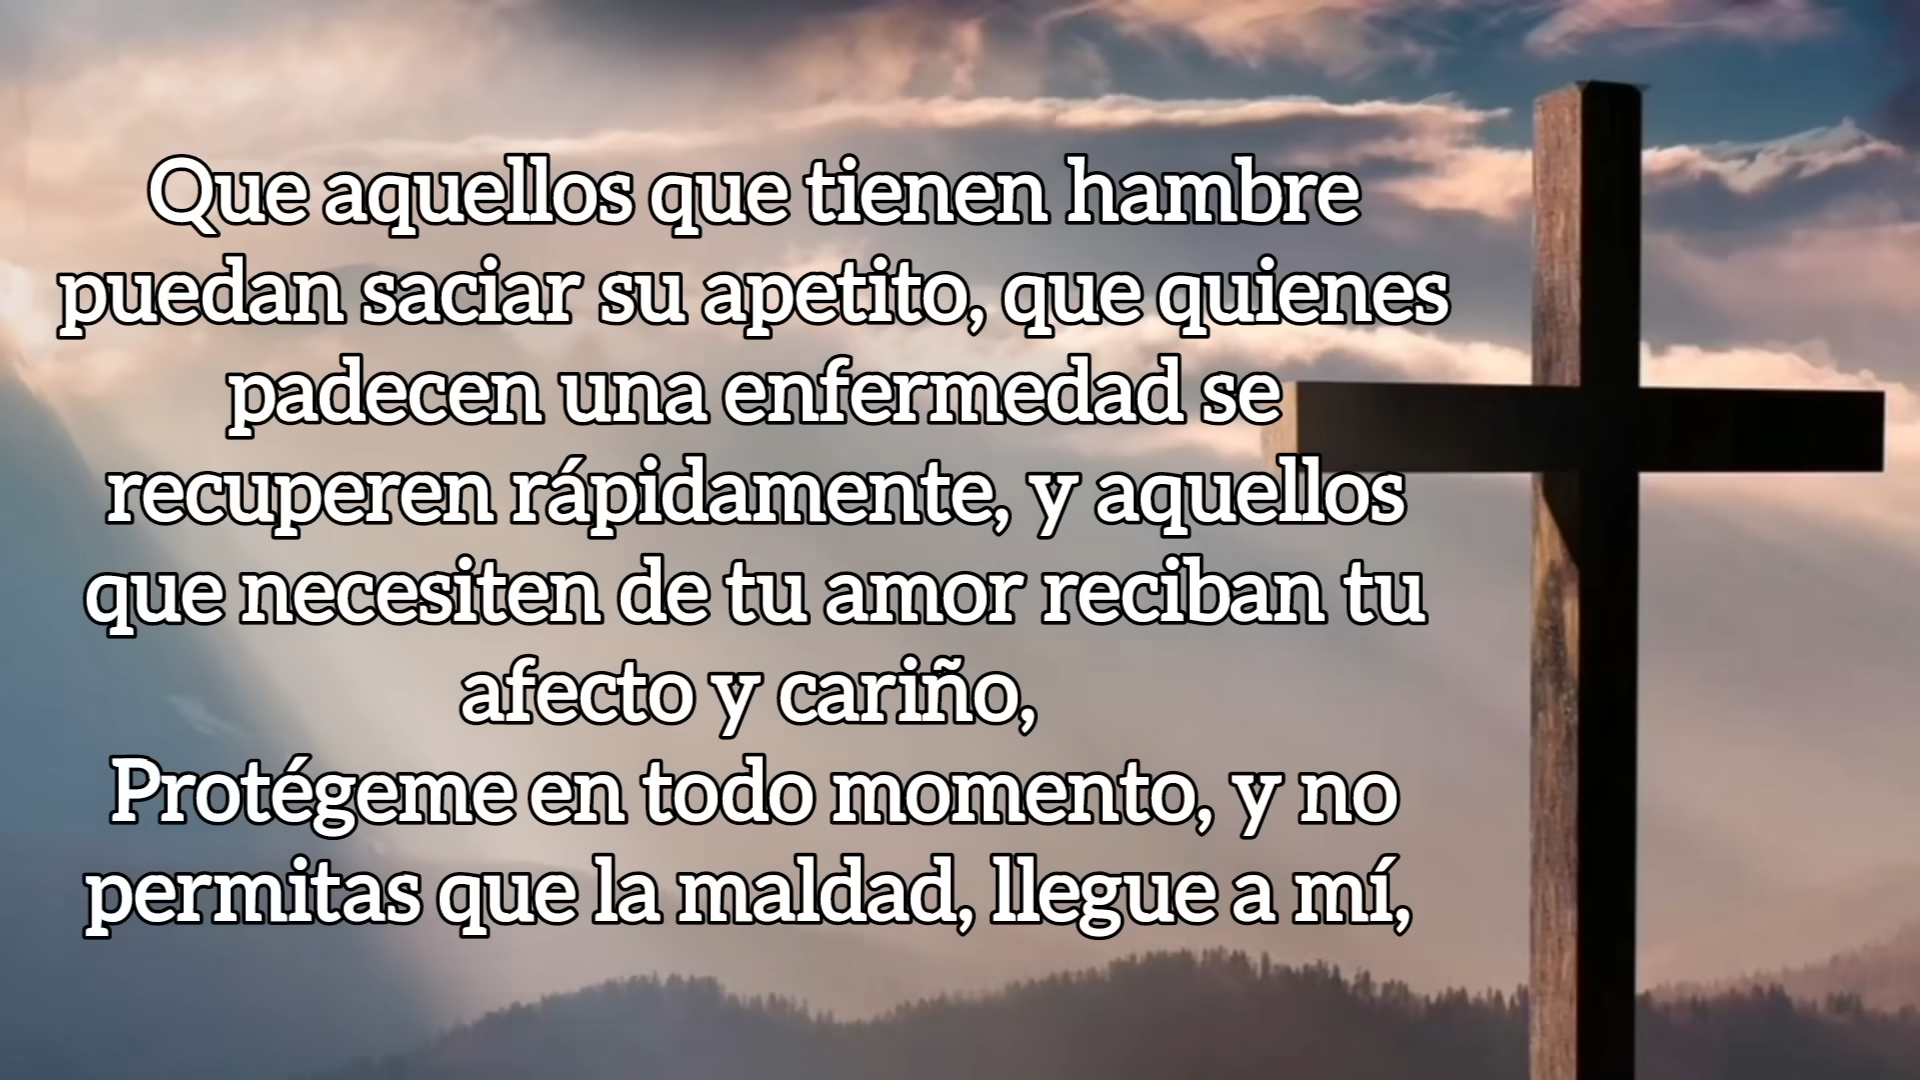 Que aquellos que tienen hambre
puedan saciar su apetito, que quienes
padecen una enfermedad se
recuperen rápidamente, y aquellos
que necesiten de tu amor reciban tu
afecto y cariño,
Protégeme en todo momento, y no
permitas que la maldad, llegue a mí,